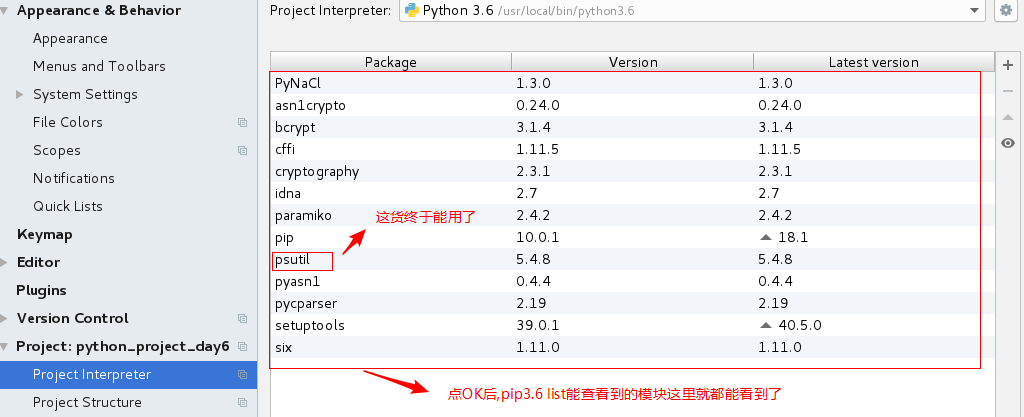 Appearance & Behavior
Appearance
Menus and Toolbars
System Settings
File Colors
Scopes
Notifications
Quick Lists
Keymap
Editor
Plugins
Version Control
Project: python_project_day6
Project Interpreter
Project Structure
Project Interpreter: Python 3.6 /usr/local/bin/python3.6
Package Version Latest version
PyNaCl 1.3.0 1.3.0
asn1crypto 0.24.0 0.24.0
bcrypt 3.1.4 3.1.4
cffi 1.11.5 1.11.5
cryptography 2.3.1 2.3.1
idna 2.7 2.7
paramiko 2.4.2 2.4.2
这货终于能用了
pip 10.0.1 18.1
psutil 5.4.8 5.4.8
pyasn1 0.4.4 0.4.4
pycparser 2.19 2.19
setuptools 39.0.1 40.5.0
six 1.11.0 1.11.0
点OK后,pip3.6 list能查看到的模块这里就都能看到了